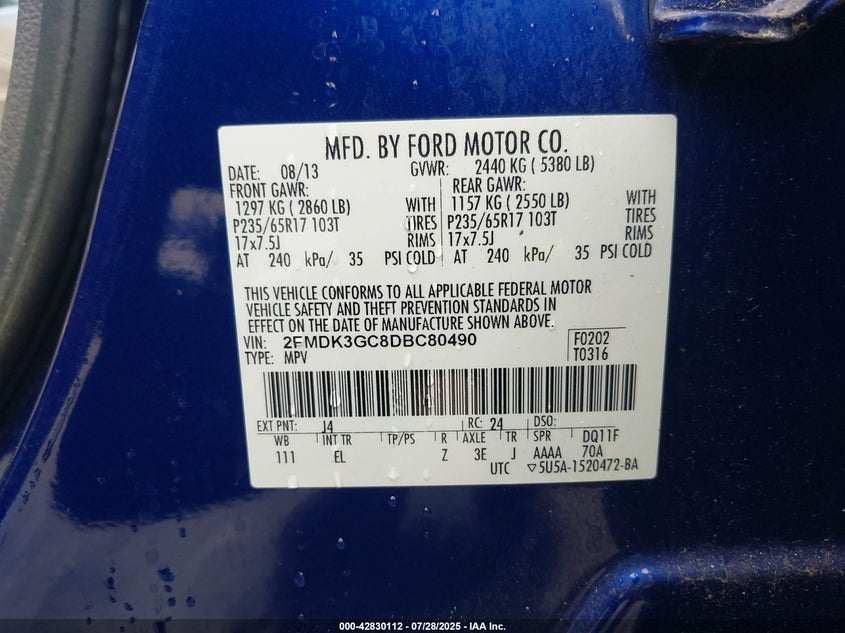 MFD. BY FORD MOTOR CO.
DATE: 08/13 GVWR: 2440 KG ( 5380 LB)
FRONT GAWR: REAR GAWR:
1297 KG ( 2860 LB) WITH 1157 KG ( 2550 LB) WITH
P235/65R17 103T TIRES P235/65R17 103T TIRES
17x7.5J RIMS 17x7.5J RIMS
AT 240 kPa/ 35 PSI COLD AT 240 kPa/ 35 PSI COLD
THIS VEHICLE CONFORMS TO ALL APPLICABLE FEDERAL MOTOR
VEHICLE SAFETY AND THEFT PREVENTION STANDARDS IN
EFFECT ON THE DATE OF MANUFACTURE SHOWN ABOVE.
VIN: 2FMDK3GC8DBC80490 F0202
TYPE: MPV T0316
EXT PNT: J4 RC: 24 DSO:
WB INT TR TP/PS R AXLE TR SPR DQ11F
111 EL Z 3E J AAAA 70A
UTC ▽5U5A-1520472-BA
000-42830112 / 07/28/2025 - IAA Inc.